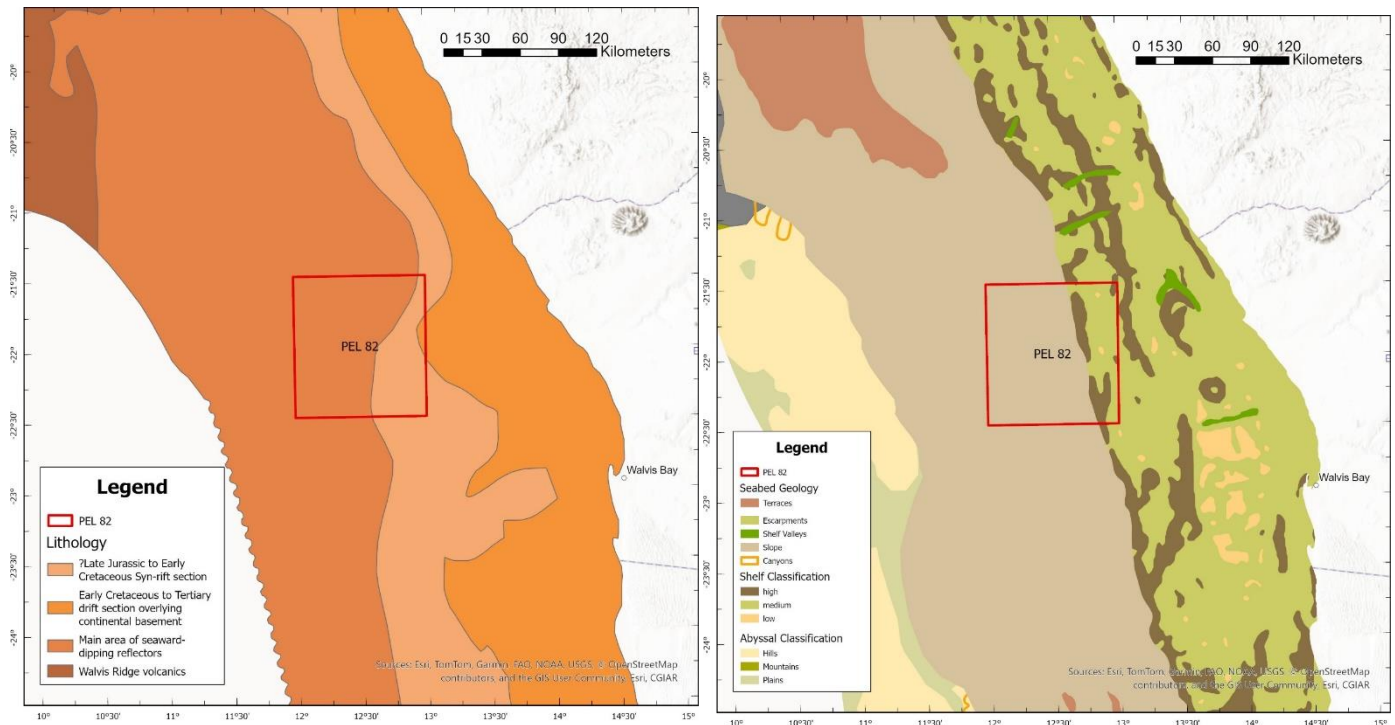 0 15 30 60 90 120
Kilometers
-20°
-20°30'
-21°
-21°30'
-22°
-22°30'
-23°
-23°30'
-24°
PEL 82
Walvis Bay
Legend
PEL 82
Lithology
?Late Jurassic to Early
Cretaceous Syn-rift section
Early Cretaceous to Tertiary
drift section overlying
continental basement
Main area of seaward-
dipping reflectors
Walvis Ridge volcanics
Sources: Esri, TomTom, Garmin, FAO, NOAA, USGS, © OpenStreetMap
contributors, and the GIS User Community, Esri, CGIAR
10° 10°30' 11° 11°30' 12° 12°30' 13° 13°30' 14° 14°30' 15°
0 15 30 60 90 120
Kilometers
-20°
-20°30'
-21°
-21°30'
-22°
-22°30'
-23°
-23°30'
-24°
PEL 82
Walvis Bay
Legend
PEL 82
Seabed Geology
Terraces
Escarpments
Shelf Valleys
Slope
Canyons
Shelf Classification
high
medium
low
Abyssal Classification
Hills
Mountains
Plains
Sources: Esri, TomTom, Garmin, FAO, NOAA, USGS, © OpenStreetMap
contributors, and the GIS User Community, Esri, CGIAR
10° 10°30' 11° 11°30' 12° 12°30' 13° 13°30' 14° 14°30' 15°